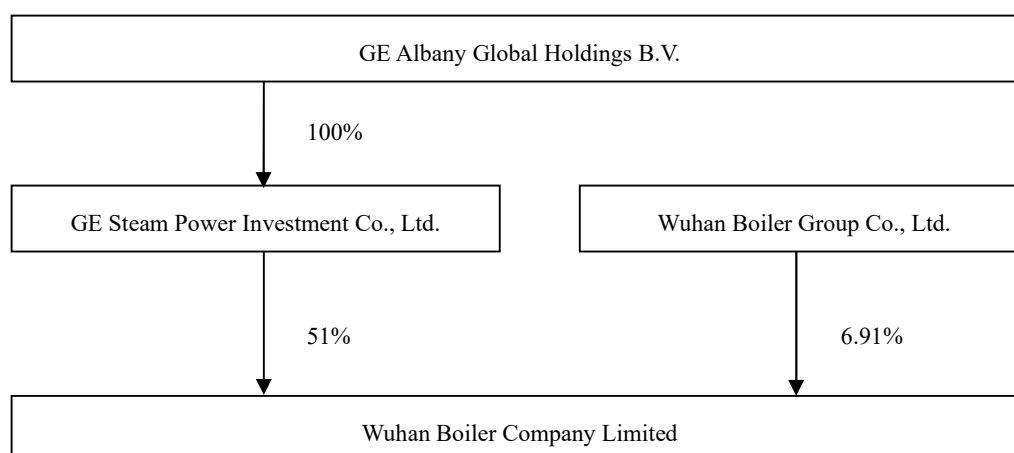 GE Albany Global Holdings B.V.
100%
GE Steam Power Investment Co., Ltd.
Wuhan Boiler Group Co., Ltd.
51%
6.91%
Wuhan Boiler Company Limited